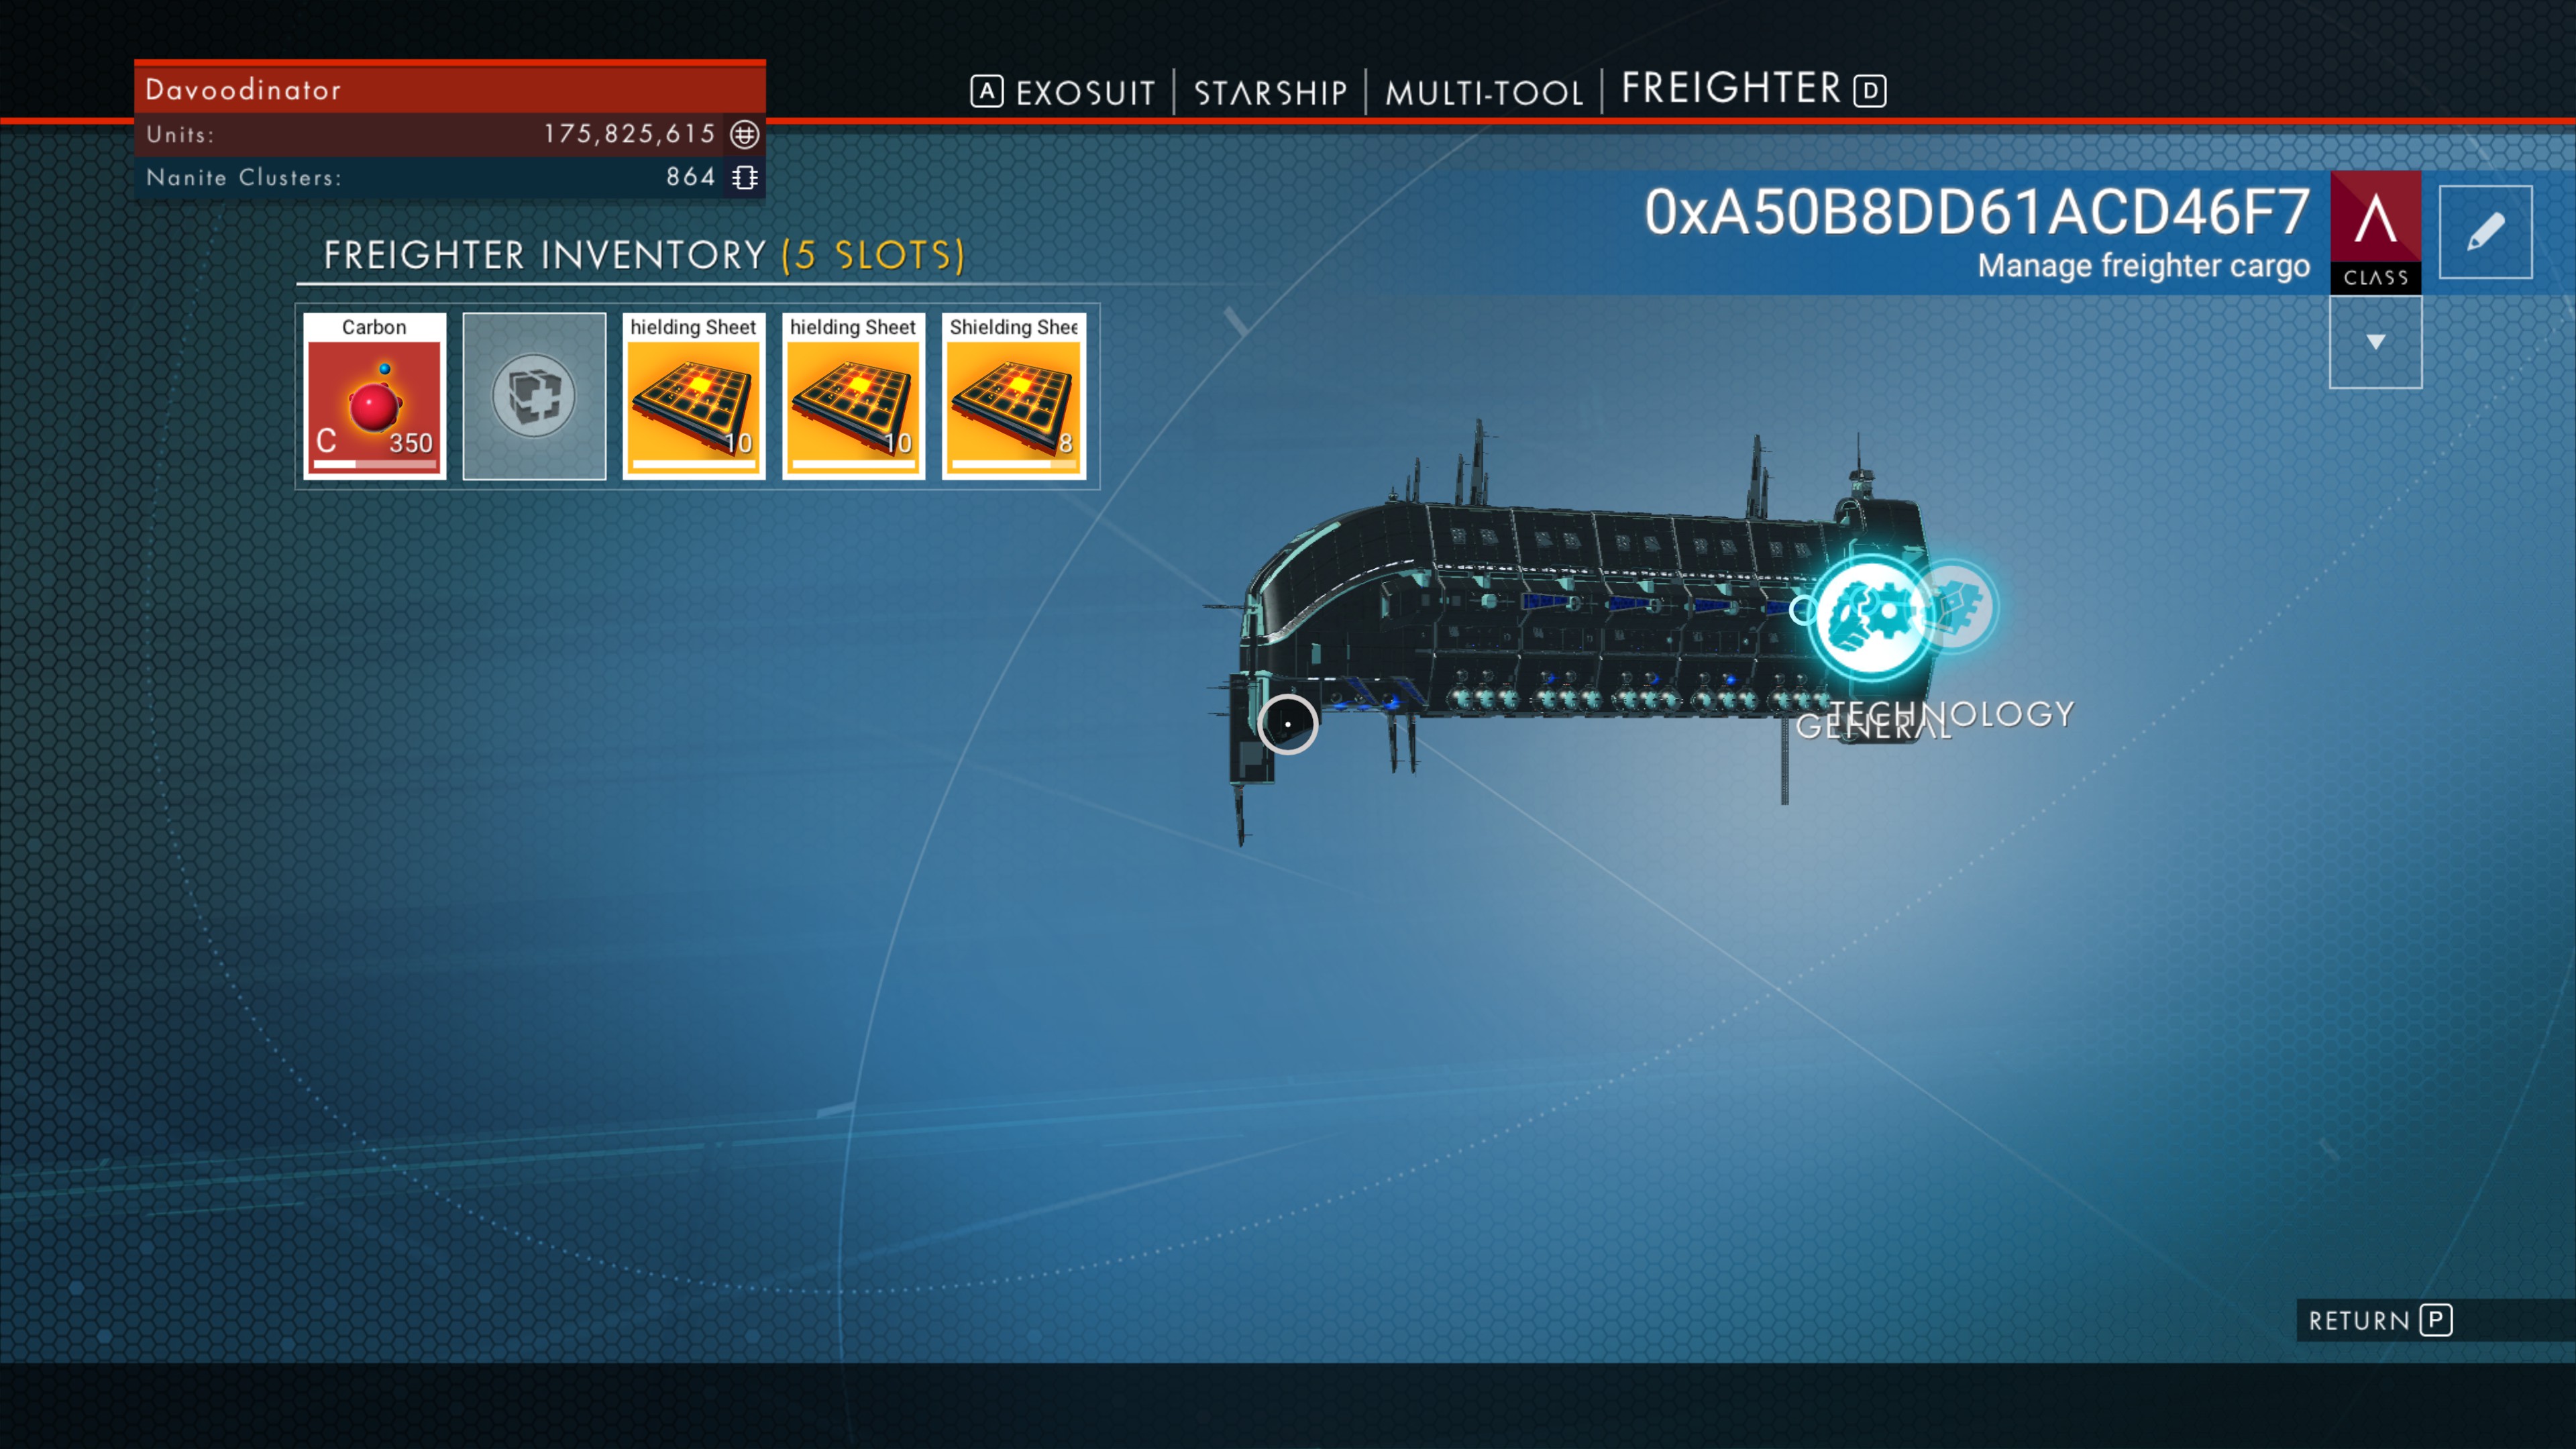 Davoodinator
Units: 175,825,615
Nanite Clusters: 864
A EXOSUIT STARSHIP MULTI-TOOL FREIGHTER D
0xA50B8DD61ACD46F7
Manage freighter cargo
A
CLASS
FREIGHTER INVENTORY (5 SLOTS)
Carbon
C 350
hielding Sheet
10
hielding Sheet
10
Shielding Shee
8
TECHNOLOGY
GENERAL
RETURN P